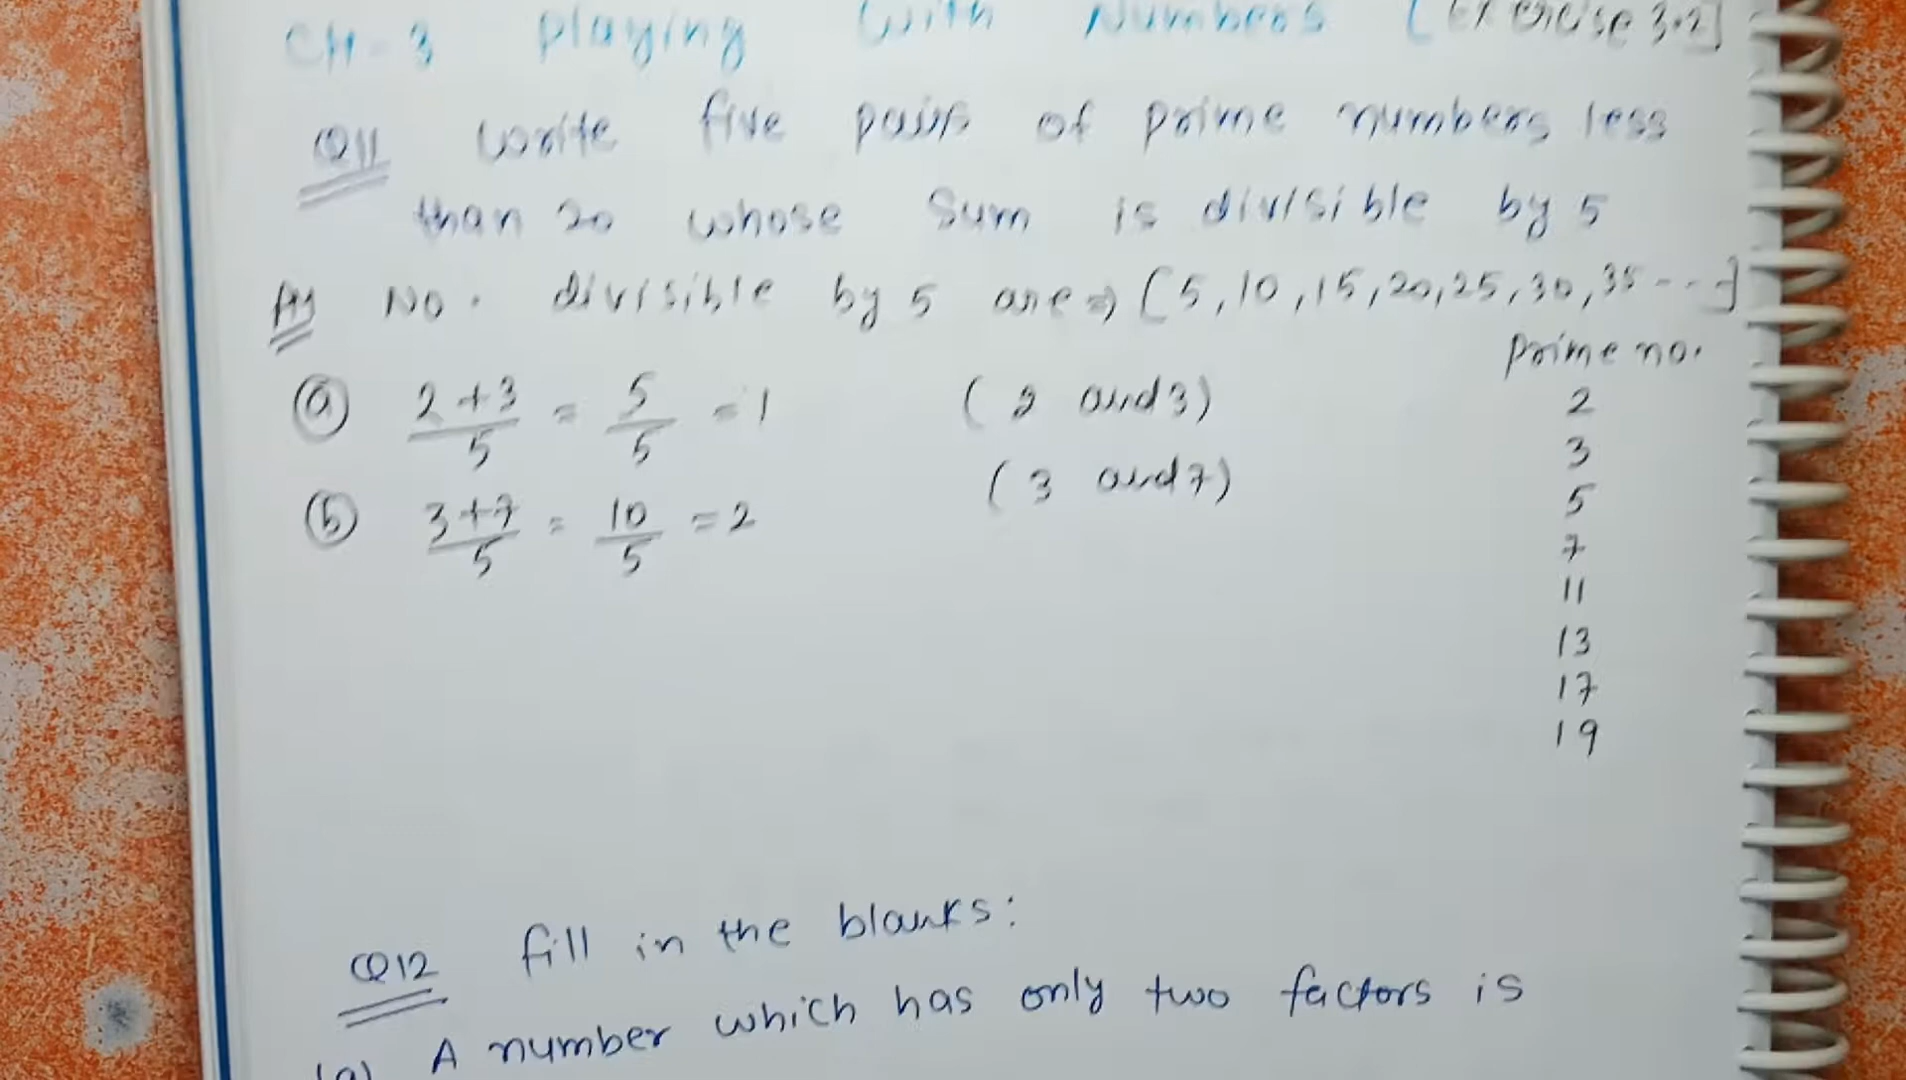 CH-3 Playing With Numbers [Exercise 3.2]
Q11 Write five pairs of prime numbers less
than 20 whose Sum is divisible by 5
No. divisible by 5 are ⇒ [5, 10, 15, 20, 25, 30, 35 ---]
Prime no.
(a) 2+3/5 = 5/5 = 1 (2 and 3)
(b) 3+7/5 = 10/5 = 2 (3 and 7)
2
3
5
7
11
13
17
19
Q12 fill in the blanks:
(a) A number which has only two factors is